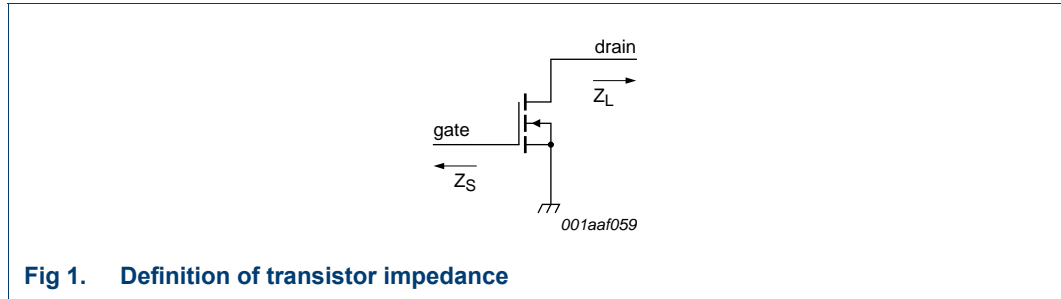 drain
Z_L
gate
Z_S
001aaf059
Fig 1. Definition of transistor impedance